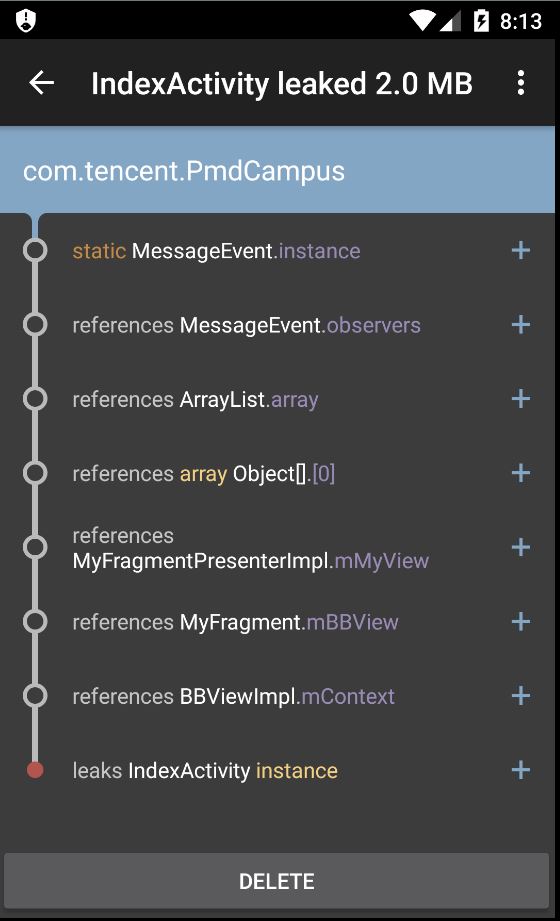 8:13
IndexActivity leaked 2.0 MB
com.tencent.PmdCampus
static MessageEvent.instance
references MessageEvent.observers
references ArrayList.array
references array Object[].[0]
references
MyFragmentPresenterImpl.mMyView
references MyFragment.mBBView
references BBViewImpl.mContext
leaks IndexActivity instance
DELETE